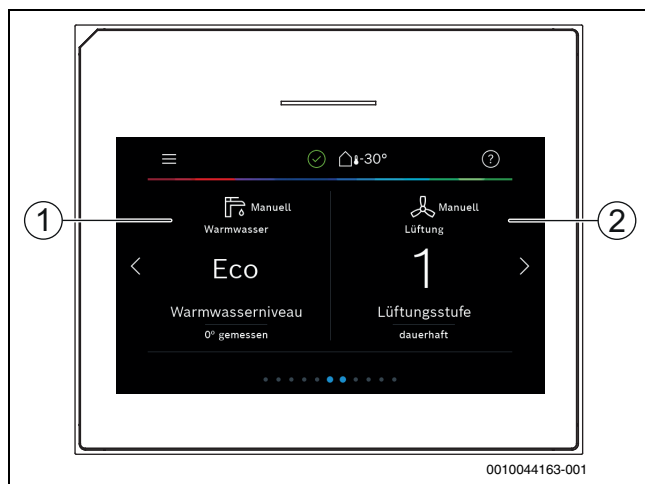 -30°
?
Manuell
Warmwasser
Eco
Warmwasserniveau
0° gemessen
Manuell
Lüftung
1
Lüftungsstufe
dauerhaft
1
2
0010044163-001